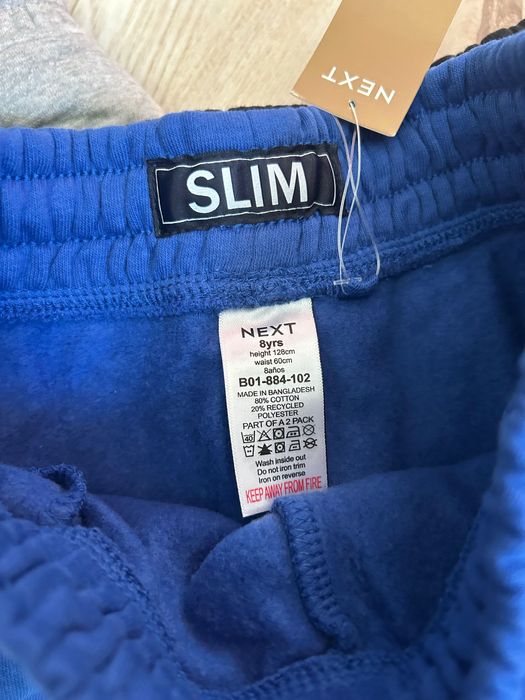 NEXT
SLIM
NEXT
8yrs
height 128cm
waist 60cm
8años
B01-884-102
MADE IN BANGLADESH
80% COTTON
20% RECYCLED
POLYESTER
PART OF A 2 PACK
40
Wash inside out
Do not iron trim
Iron on reverse
KEEP AWAY FROM FIRE